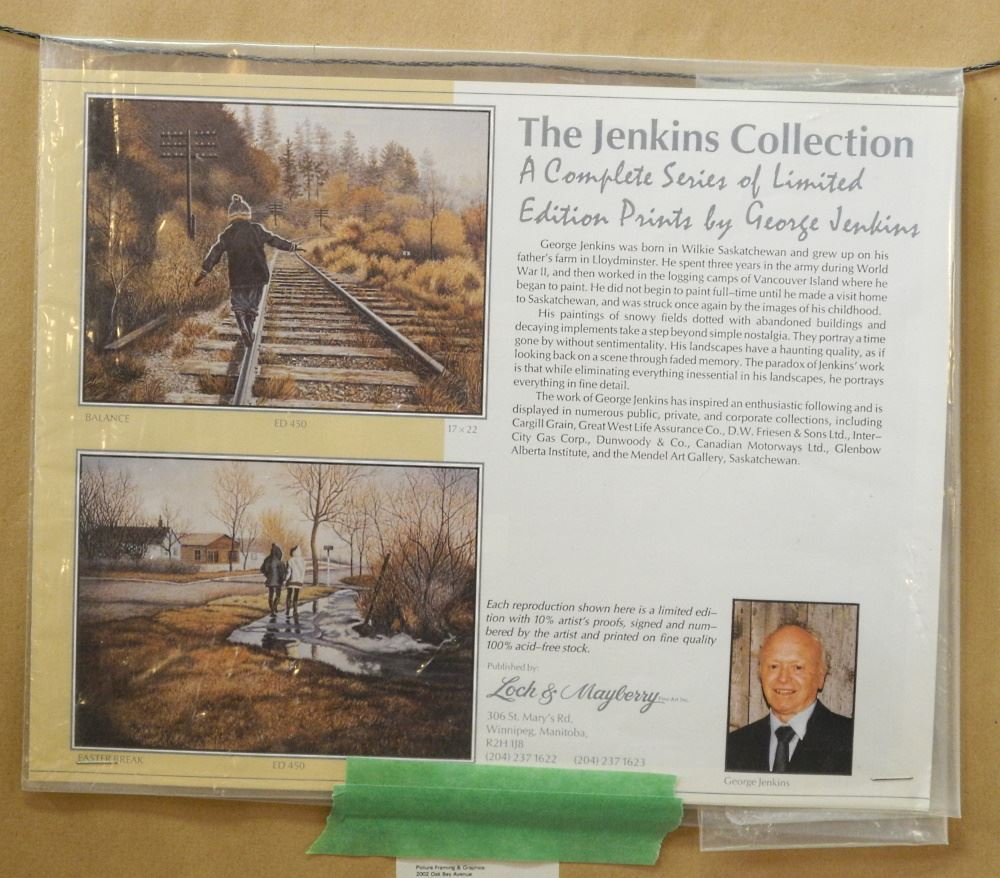 The Jenkins Collection
A Complete Series of Limited
Edition Prints by George Jenkins
George Jenkins was born in Wilkie Saskatchewan and grew up on his
father's farm in Lloydminster. He spent three years in the army during World
War II, and then worked in the logging camps of Vancouver Island where he
began to paint. He did not begin to paint full–time until he made a visit home
to Saskatchewan, and was struck once again by the images of his childhood.
His paintings of snowy fields dotted with abandoned buildings and
decaying implements take a step beyond simple nostalgia. They portray a time
gone by without sentimentality. His landscapes have a haunting quality, as if
looking back on a scene through faded memory. The paradox of Jenkins' work
is that while eliminating everything inessential in his landscapes, he portrays
everything in fine detail.
The work of George Jenkins has inspired an enthusiastic following and is
displayed in numerous public, private, and corporate collections, including
Cargill Grain, Great West Life Assurance Co., D.W. Friesen & Sons Ltd., Inter–
City Gas Corp., Dunwoody & Co., Canadian Motorways Ltd., Glenbow
Alberta Institute, and the Mendel Art Gallery, Saskatchewan.
BALANCE
ED 450
17 x 22
EASTER BREAK
ED 450
Each reproduction shown here is a limited edi–
tion with 10% artist's proofs, signed and num–
bered by the artist and printed on fine quality
100% acid–free stock.
Published by:
Loch & Mayberry Fine Art Inc.
306 St. Mary's Rd.
Winnipeg, Manitoba,
R2H 1J8
(204) 237 1622 (204) 237 1623
George Jenkins
Picture Framing & Graphics
2002 Oak Bay Avenue